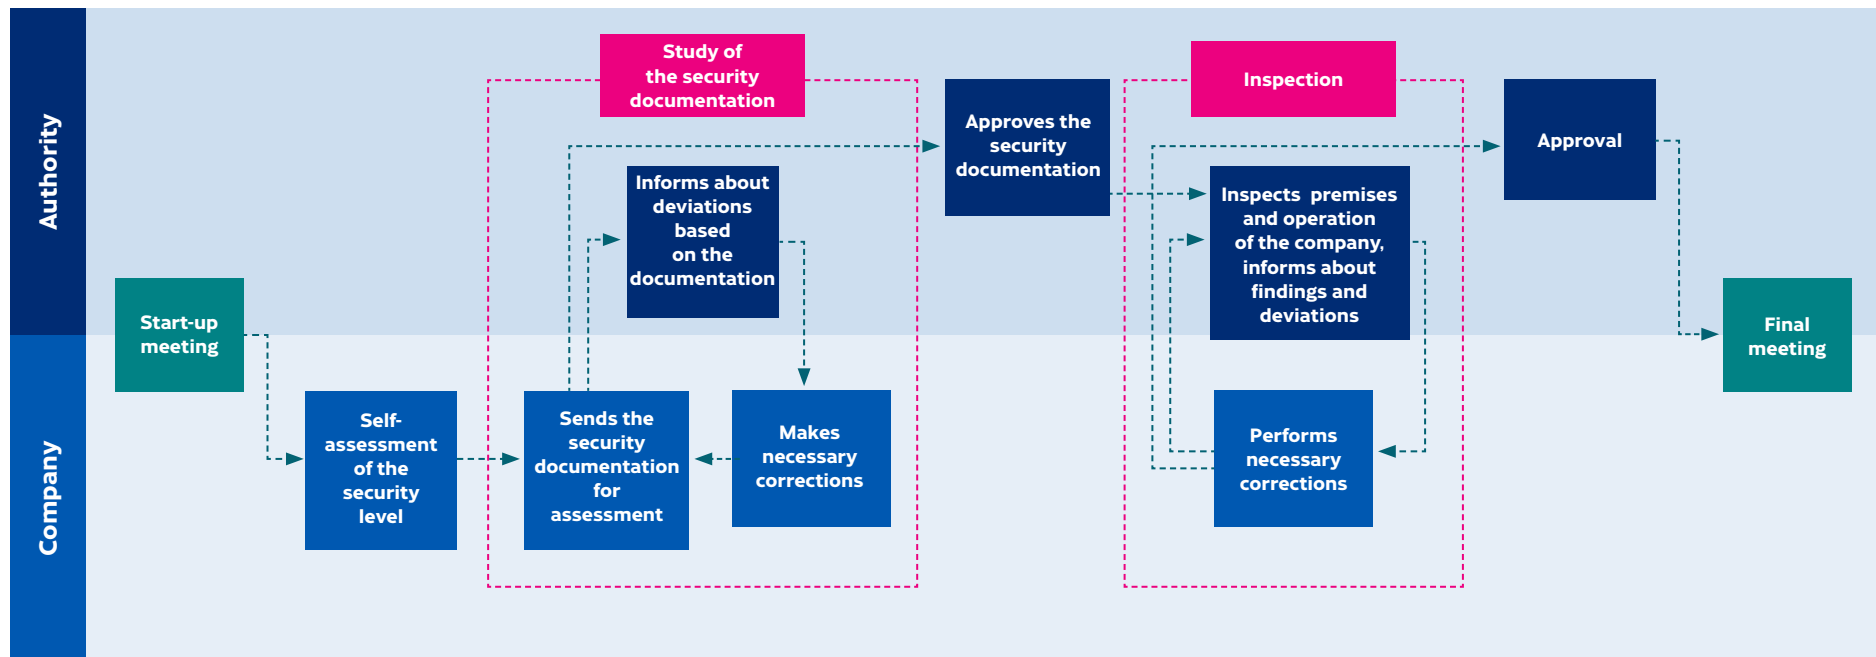 Authority
Company
Start-up
meeting
Self-
assessment
of the
security
level
Study of
the security
documentation
Informs about
deviations
based
on the
documentation
Sends the
security
documentation
for
assessment
Makes
necessary
corrections
Approves the
security
documentation
Inspection
Inspects premises
and operation
of the company,
informs about
findings and
deviations
Performs
necessary
corrections
Approval
Final
meeting